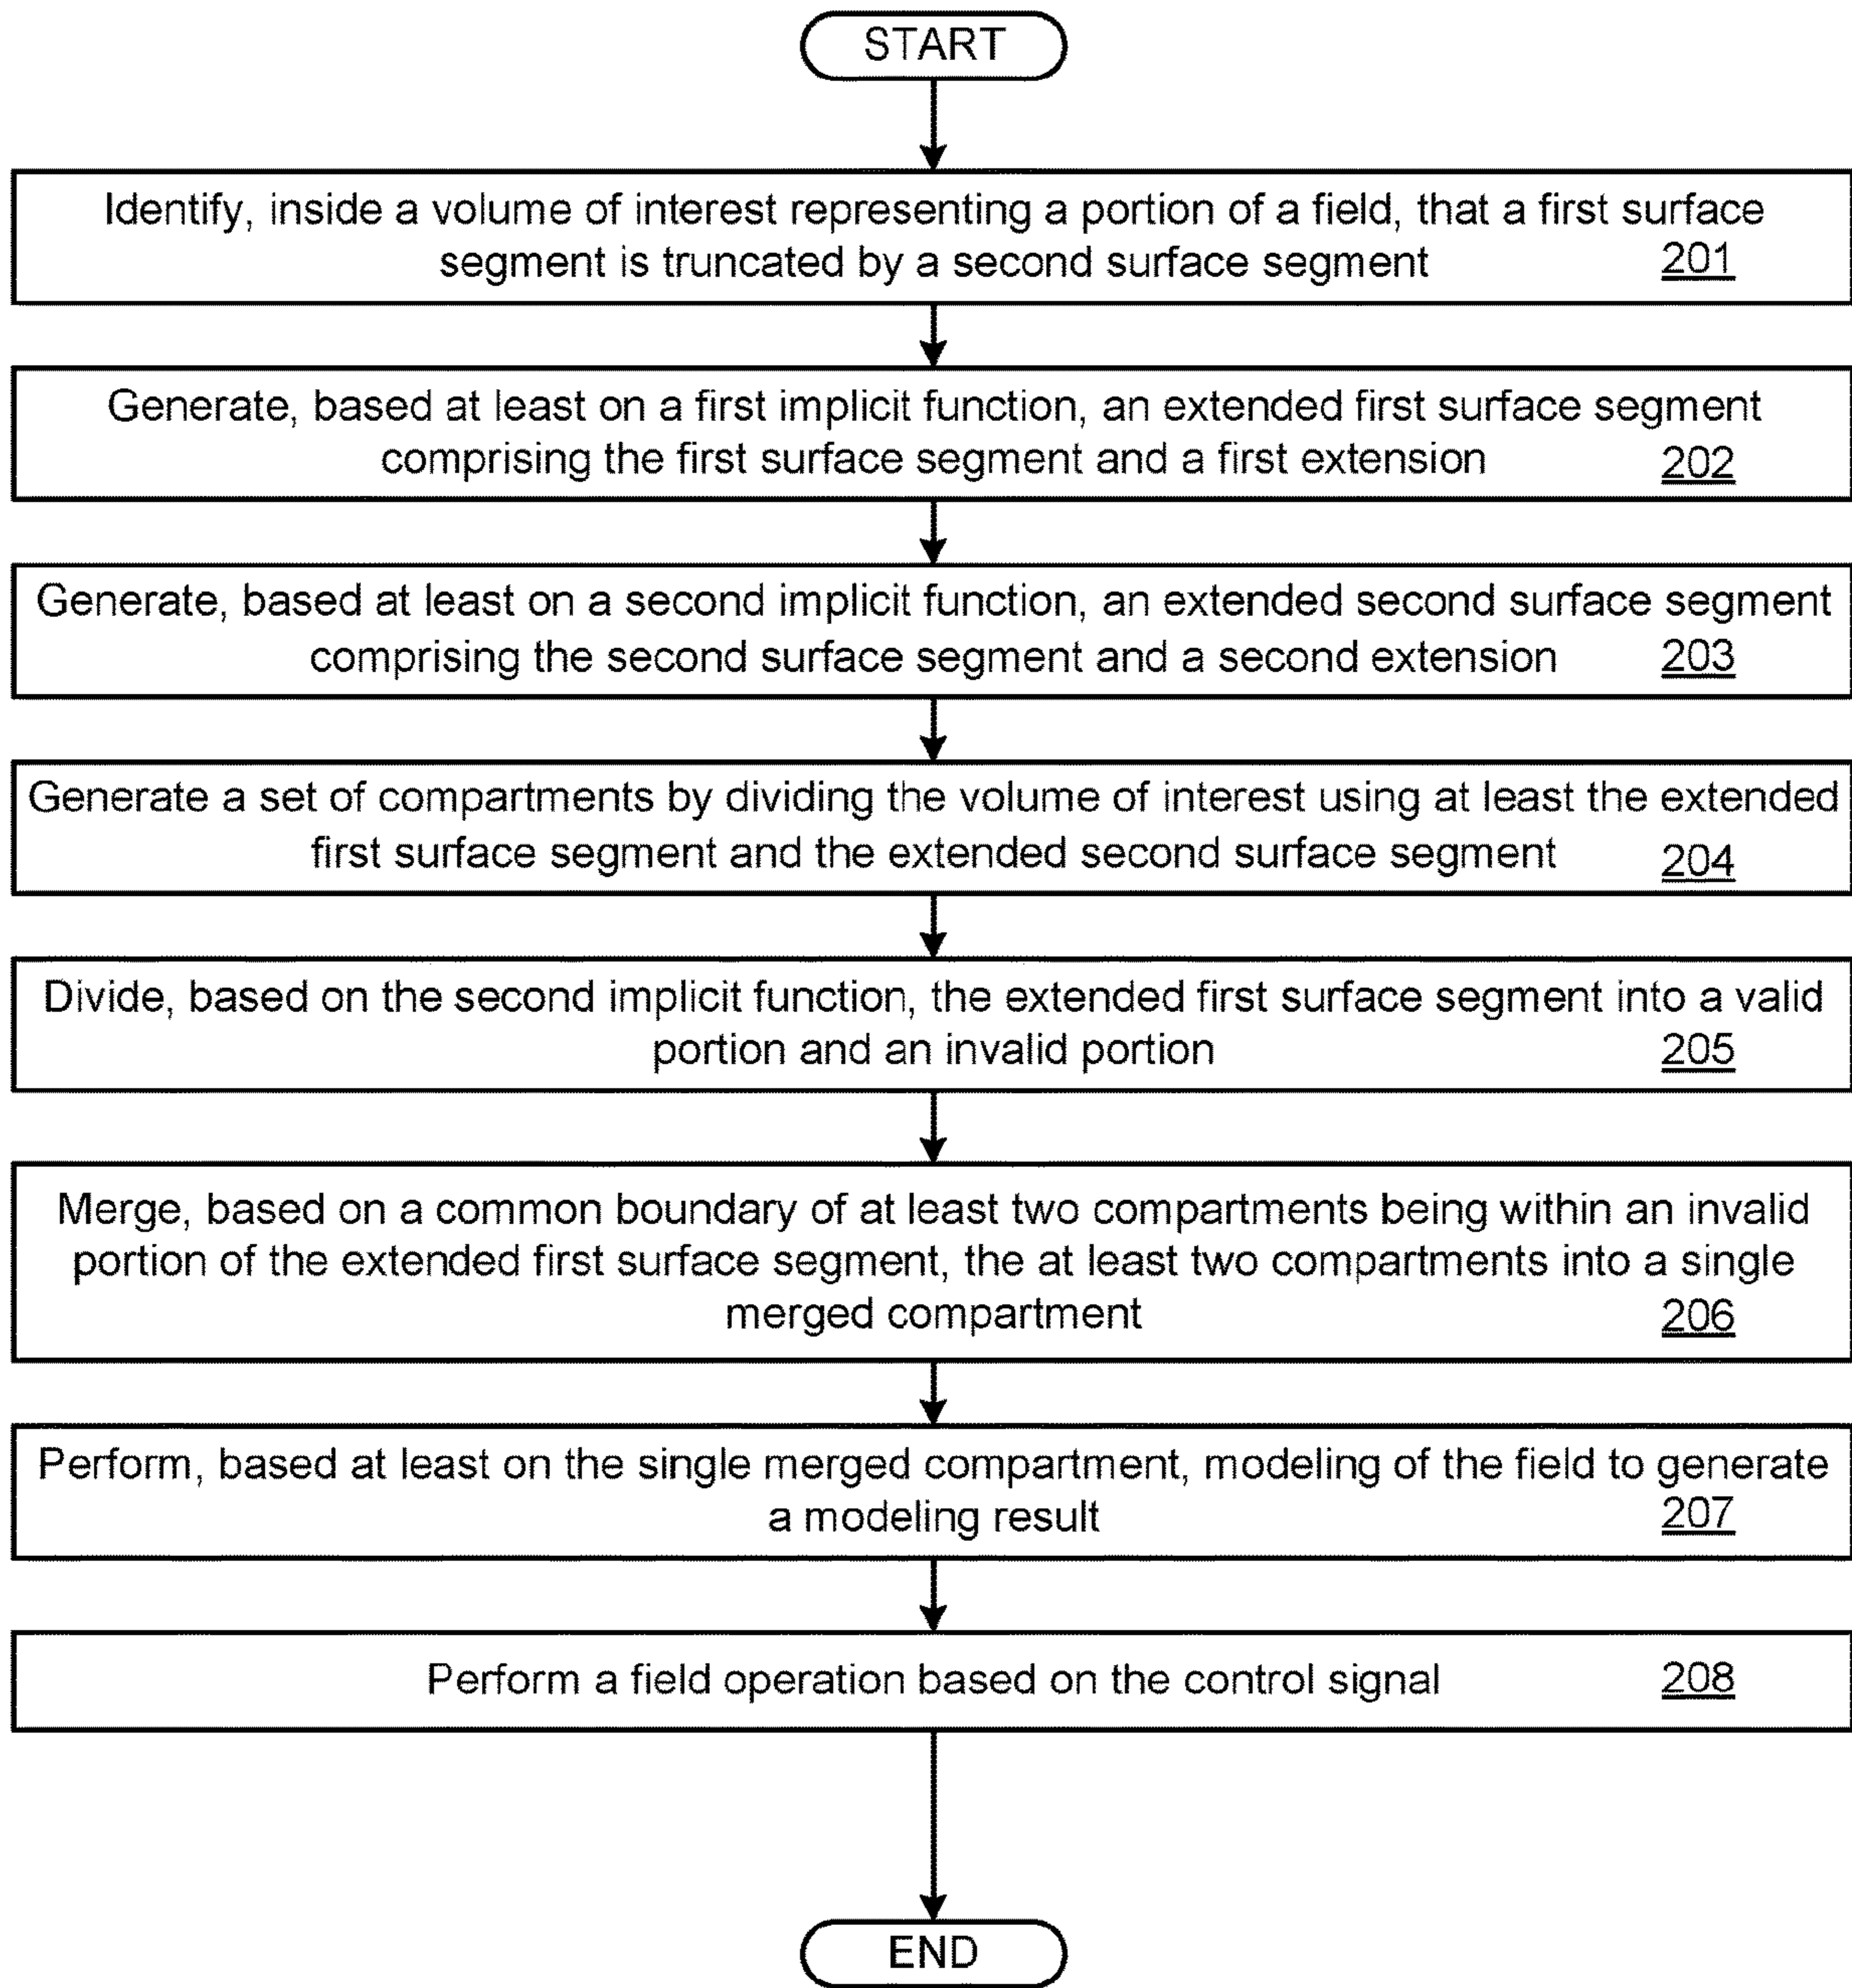 START
Identify, inside a volume of interest representing a portion of a field, that a first surface
segment is truncated by a second surface segment 201
Generate, based at least on a first implicit function, an extended first surface segment
comprising the first surface segment and a first extension 202
Generate, based at least on a second implicit function, an extended second surface segment
comprising the second surface segment and a second extension 203
Generate a set of compartments by dividing the volume of interest using at least the extended
first surface segment and the extended second surface segment 204
Divide, based on the second implicit function, the extended first surface segment into a valid
portion and an invalid portion 205
Merge, based on a common boundary of at least two compartments being within an invalid
portion of the extended first surface segment, the at least two compartments into a single
merged compartment 206
Perform, based at least on the single merged compartment, modeling of the field to generate
a modeling result 207
Perform a field operation based on the control signal 208
END